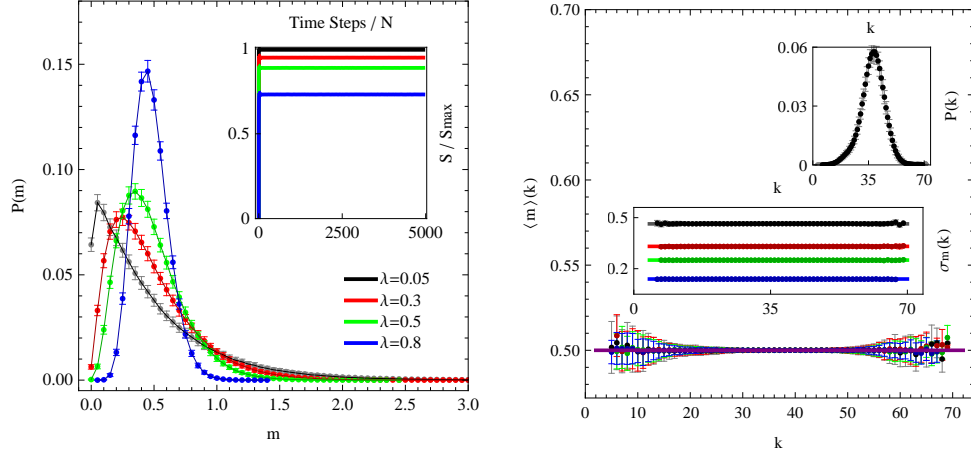 Time Steps / N
1
0.5
0
0
2500
5000
S / Smax
P(m)
0.15
0.10
0.05
0.00
0.0
0.5
1.0
1.5
2.0
2.5
3.0
m
λ=0.05
λ=0.3
λ=0.5
λ=0.8
⟨m⟩(k)
0.70
0.65
0.60
0.55
0.50
0
10
20
30
40
50
60
70
k
k
0.06
0.03
0
0
35
70
P(k)
k
0.5
0.2
0
35
70
σm(k)